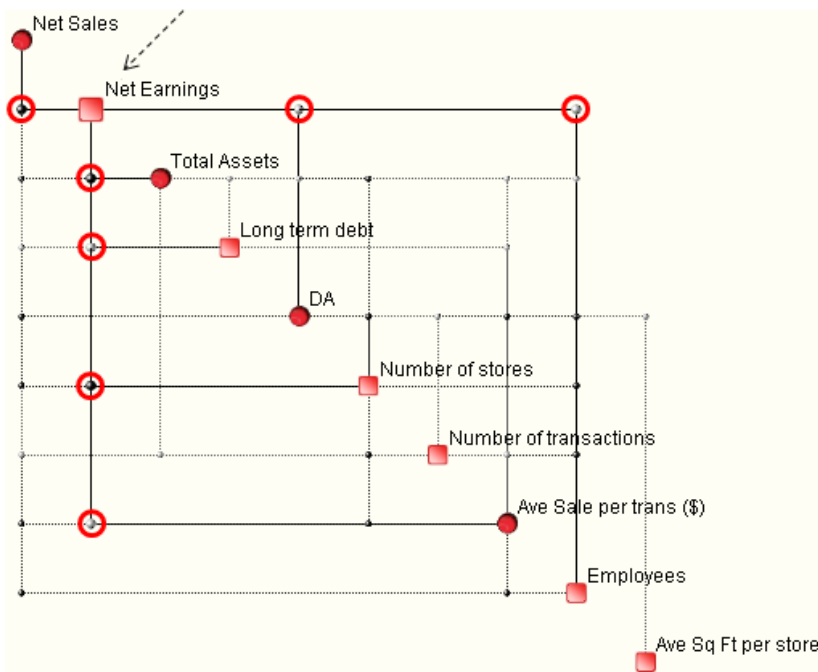 Net Sales
Net Earnings
Total Assets
Long term debt
DA
Number of stores
Number of transactions
Ave Sale per trans ($)
Employees
Ave Sq Ft per store